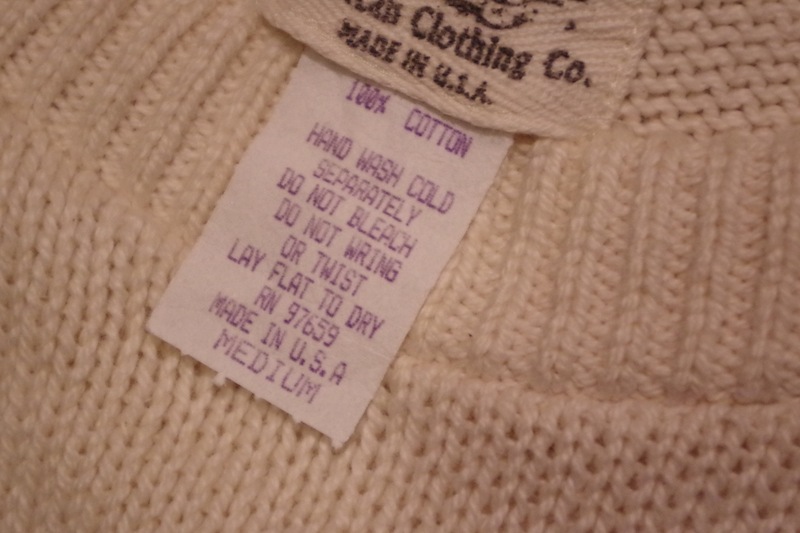 Clothing Co.
MADE IN U.S.A.
100% COTTON
HAND WASH COLD
SEPARATELY
DO NOT BLEACH
DO NOT WRING
OR TWIST
LAY FLAT TO DRY
RN 97659
MADE IN U.S.A
MEDIUM